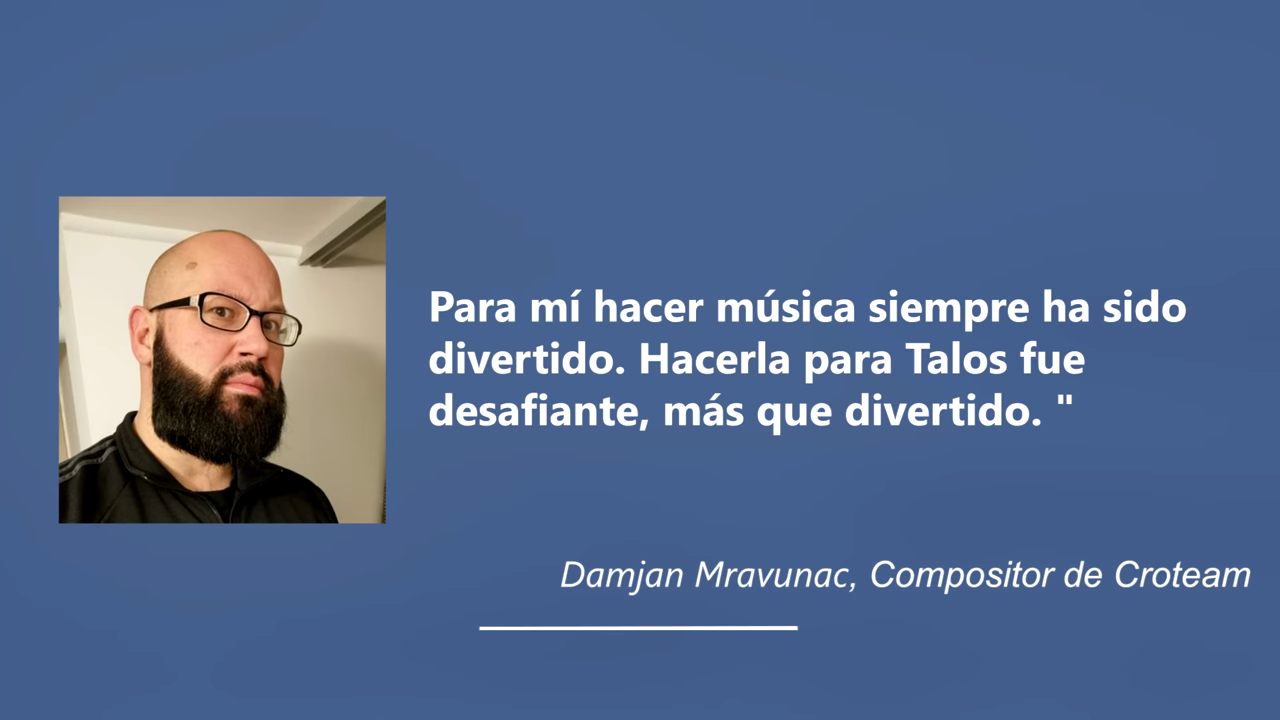 Para mí hacer música siempre ha sido
divertido. Hacerla para Talos fue
desafiante, más que divertido. "
Damjan Mravunac, Compositor de Croteam